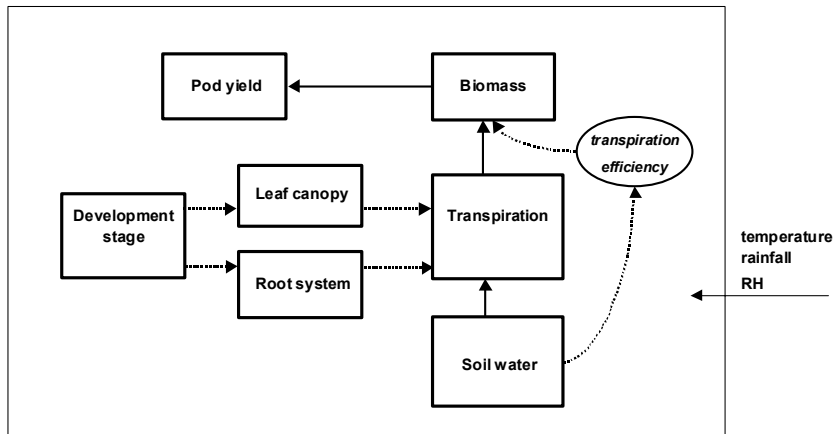 Pod yield
Biomass
transpiration
efficiency
Leaf canopy
Development
stage
Transpiration
Root system
Soil water
temperature
rainfall
RH